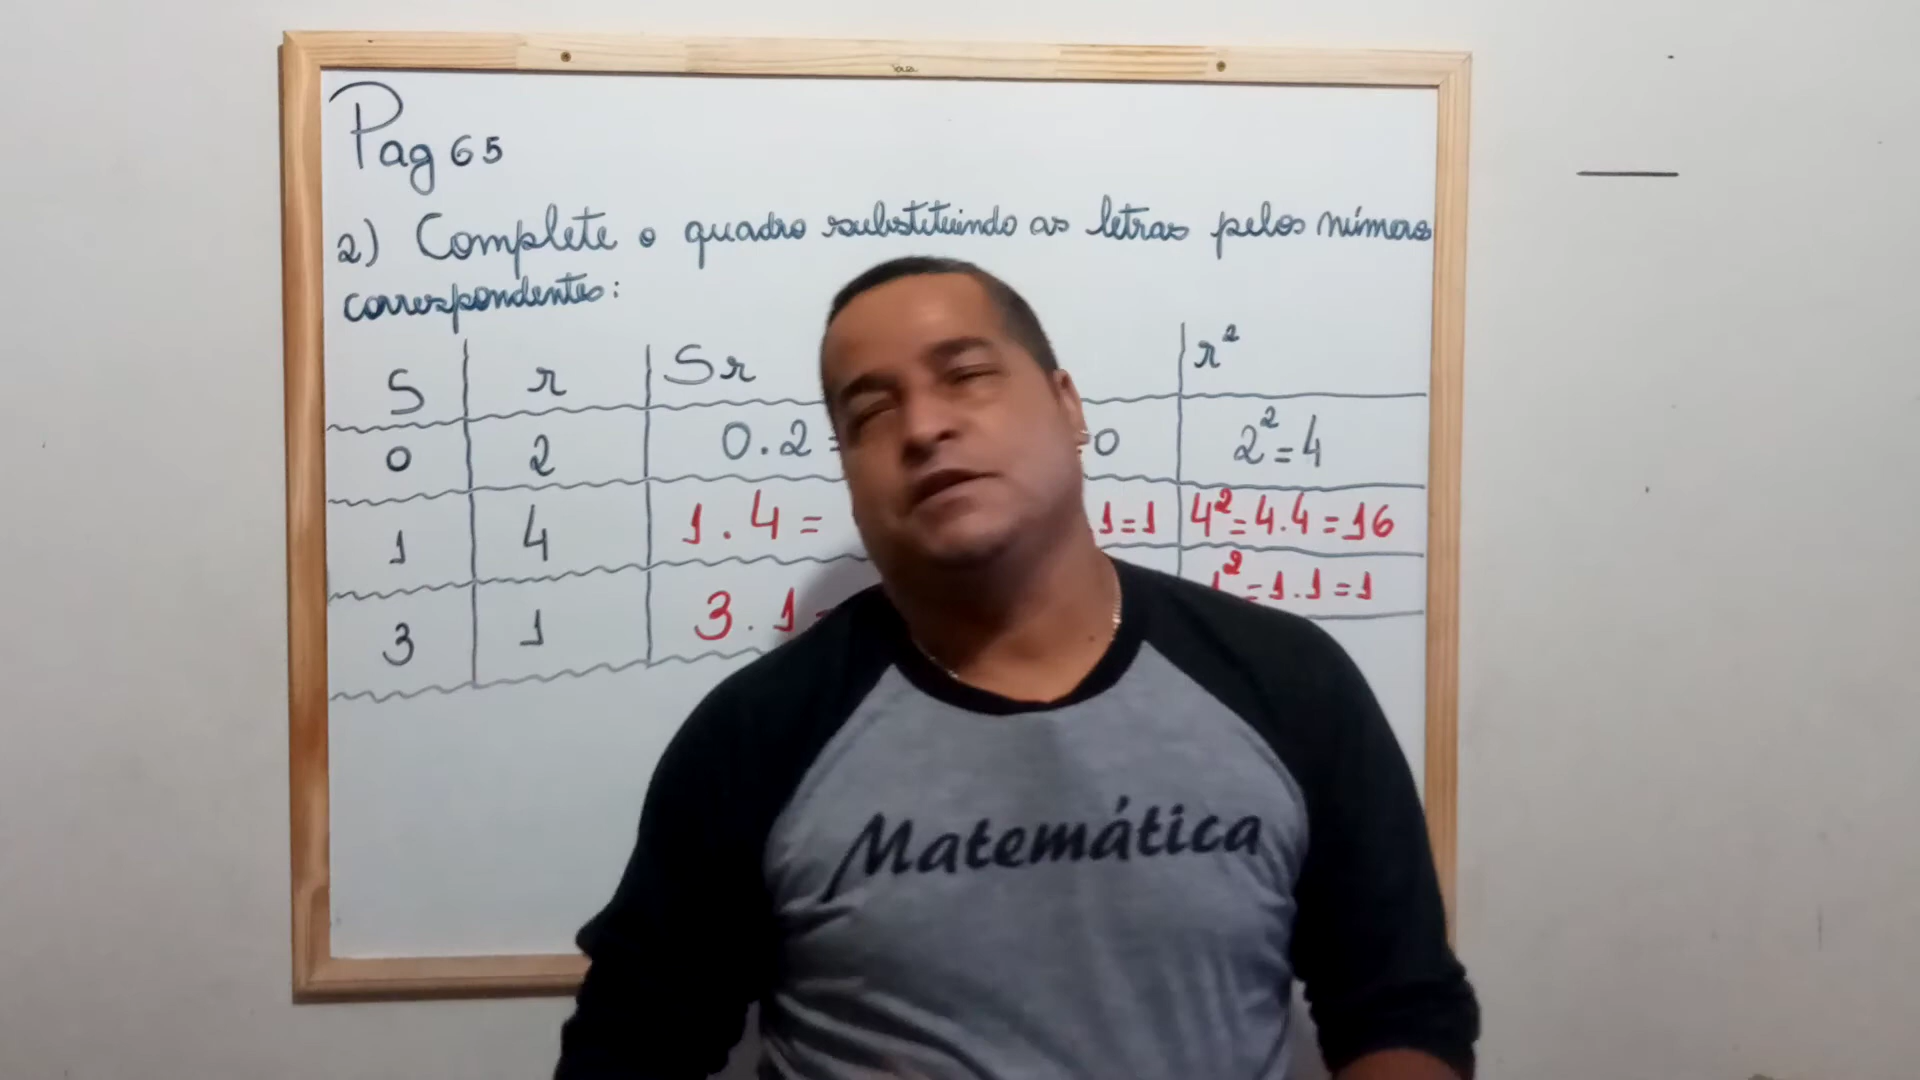 Pag 65
2) Complete o quadro substituindo as letras pelos números
correspondentes:
S r Sr r²
0 2 0.2= 0 2²=4
1 4 1.4= 1=1 4²=4.4=16
3 1 3.1 ²=1.1=1
Matemática